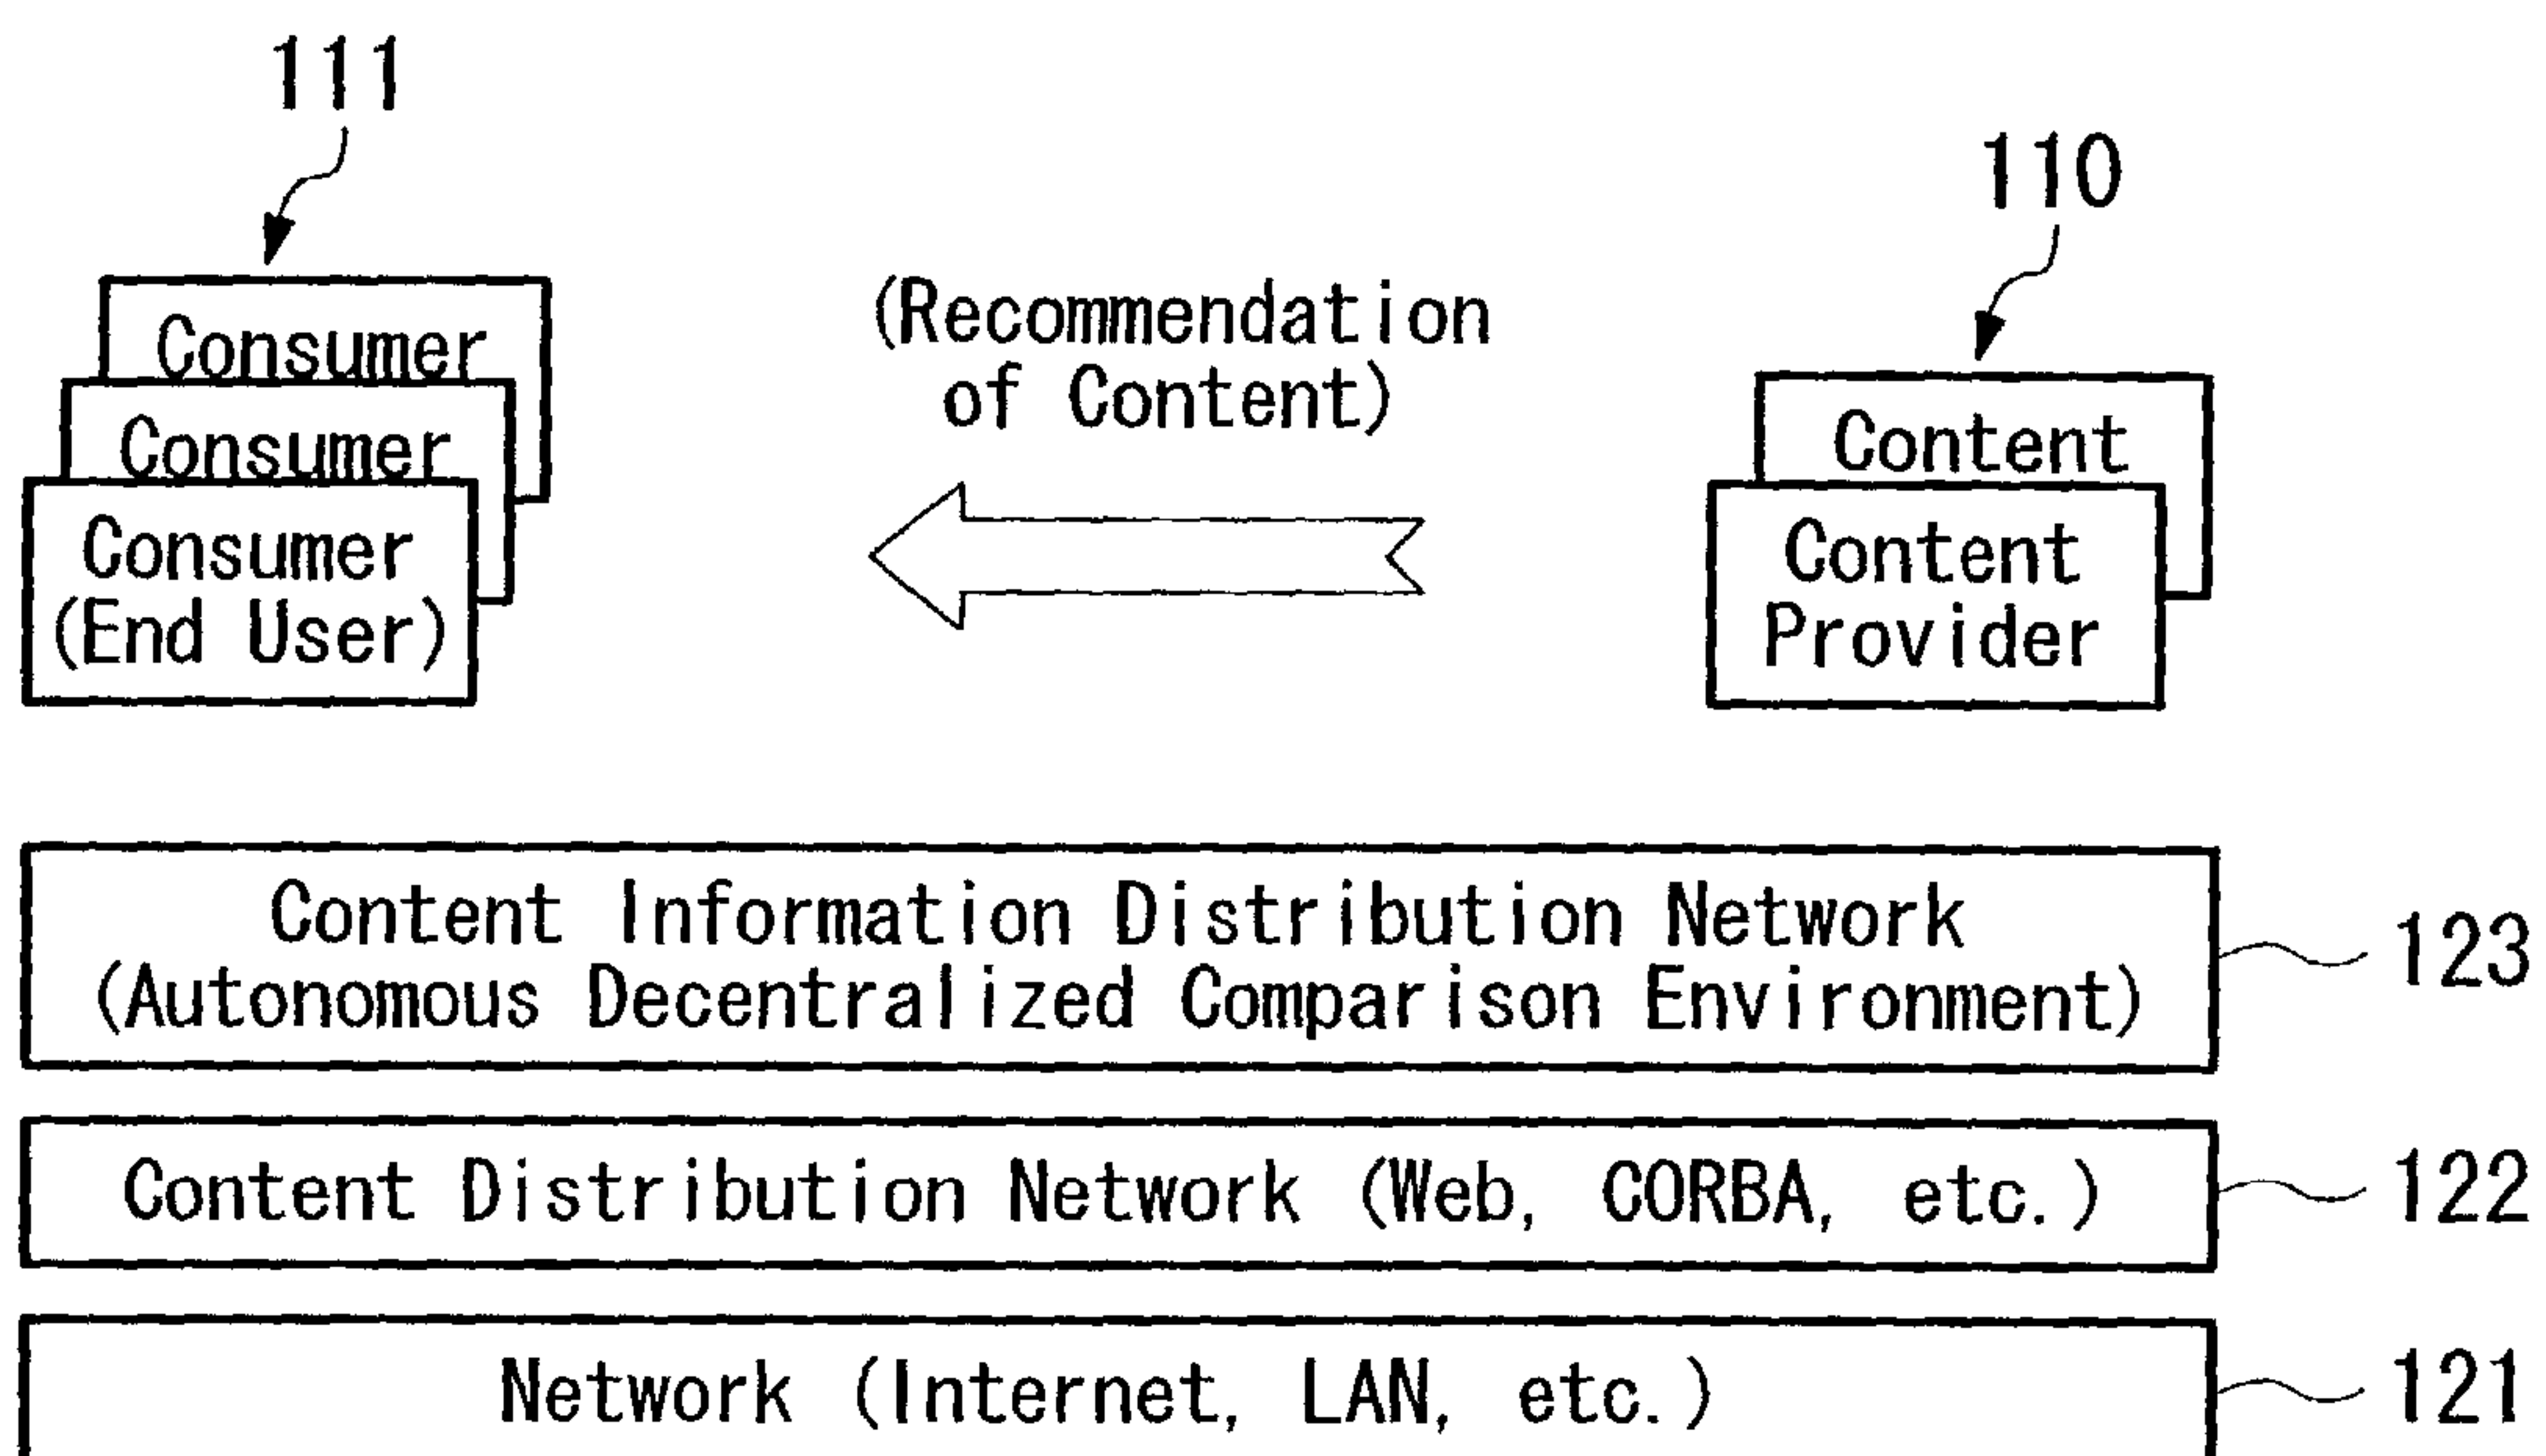 111
110
Consumer
Consumer
Consumer
(End User)
(Recommendation
of Content)
Content
Content
Provider
Content Information Distribution Network
(Autonomous Decentralized Comparison Environment)
123
Content Distribution Network (Web, CORBA, etc.)
122
Network (Internet, LAN, etc.)
121